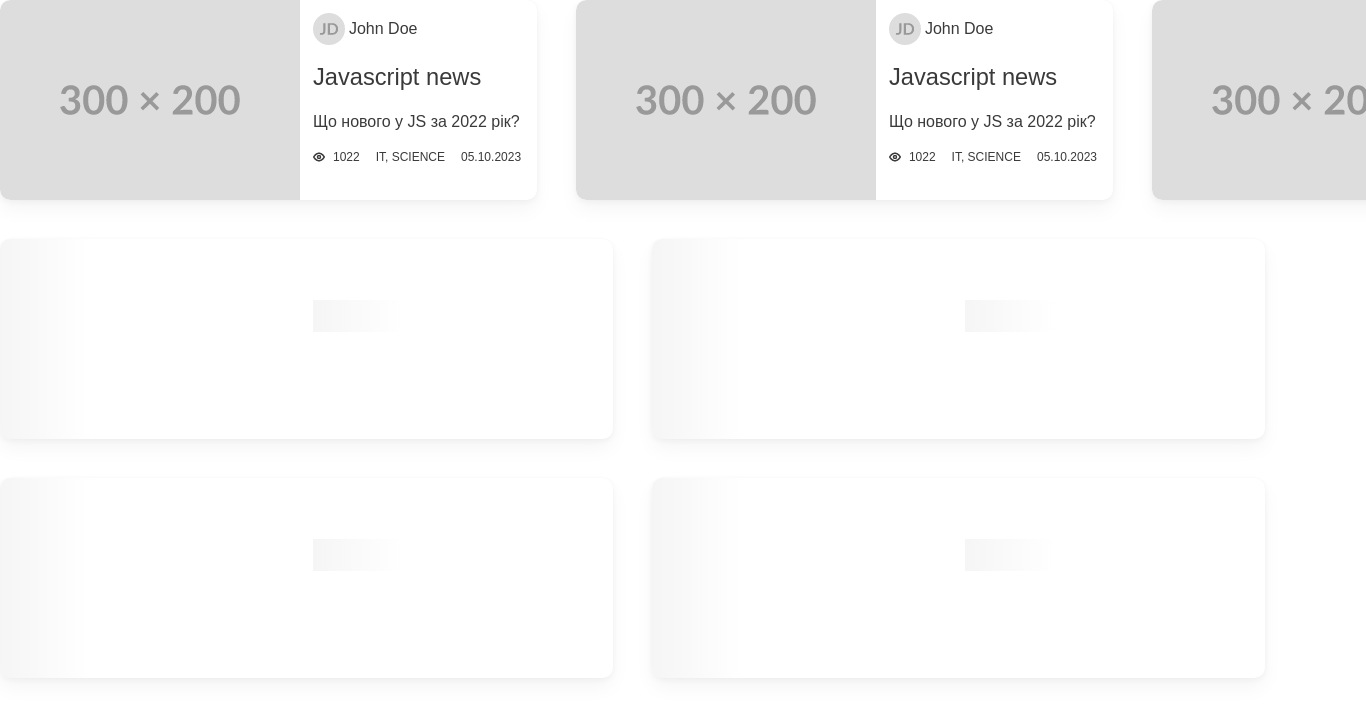 300 × 200
JD John Doe
Javascript news
Що нового у JS за 2022 рік?
1022 IT, SCIENCE 05.10.2023
300 × 200
JD John Doe
Javascript news
Що нового у JS за 2022 рік?
1022 IT, SCIENCE 05.10.2023
300 × 20